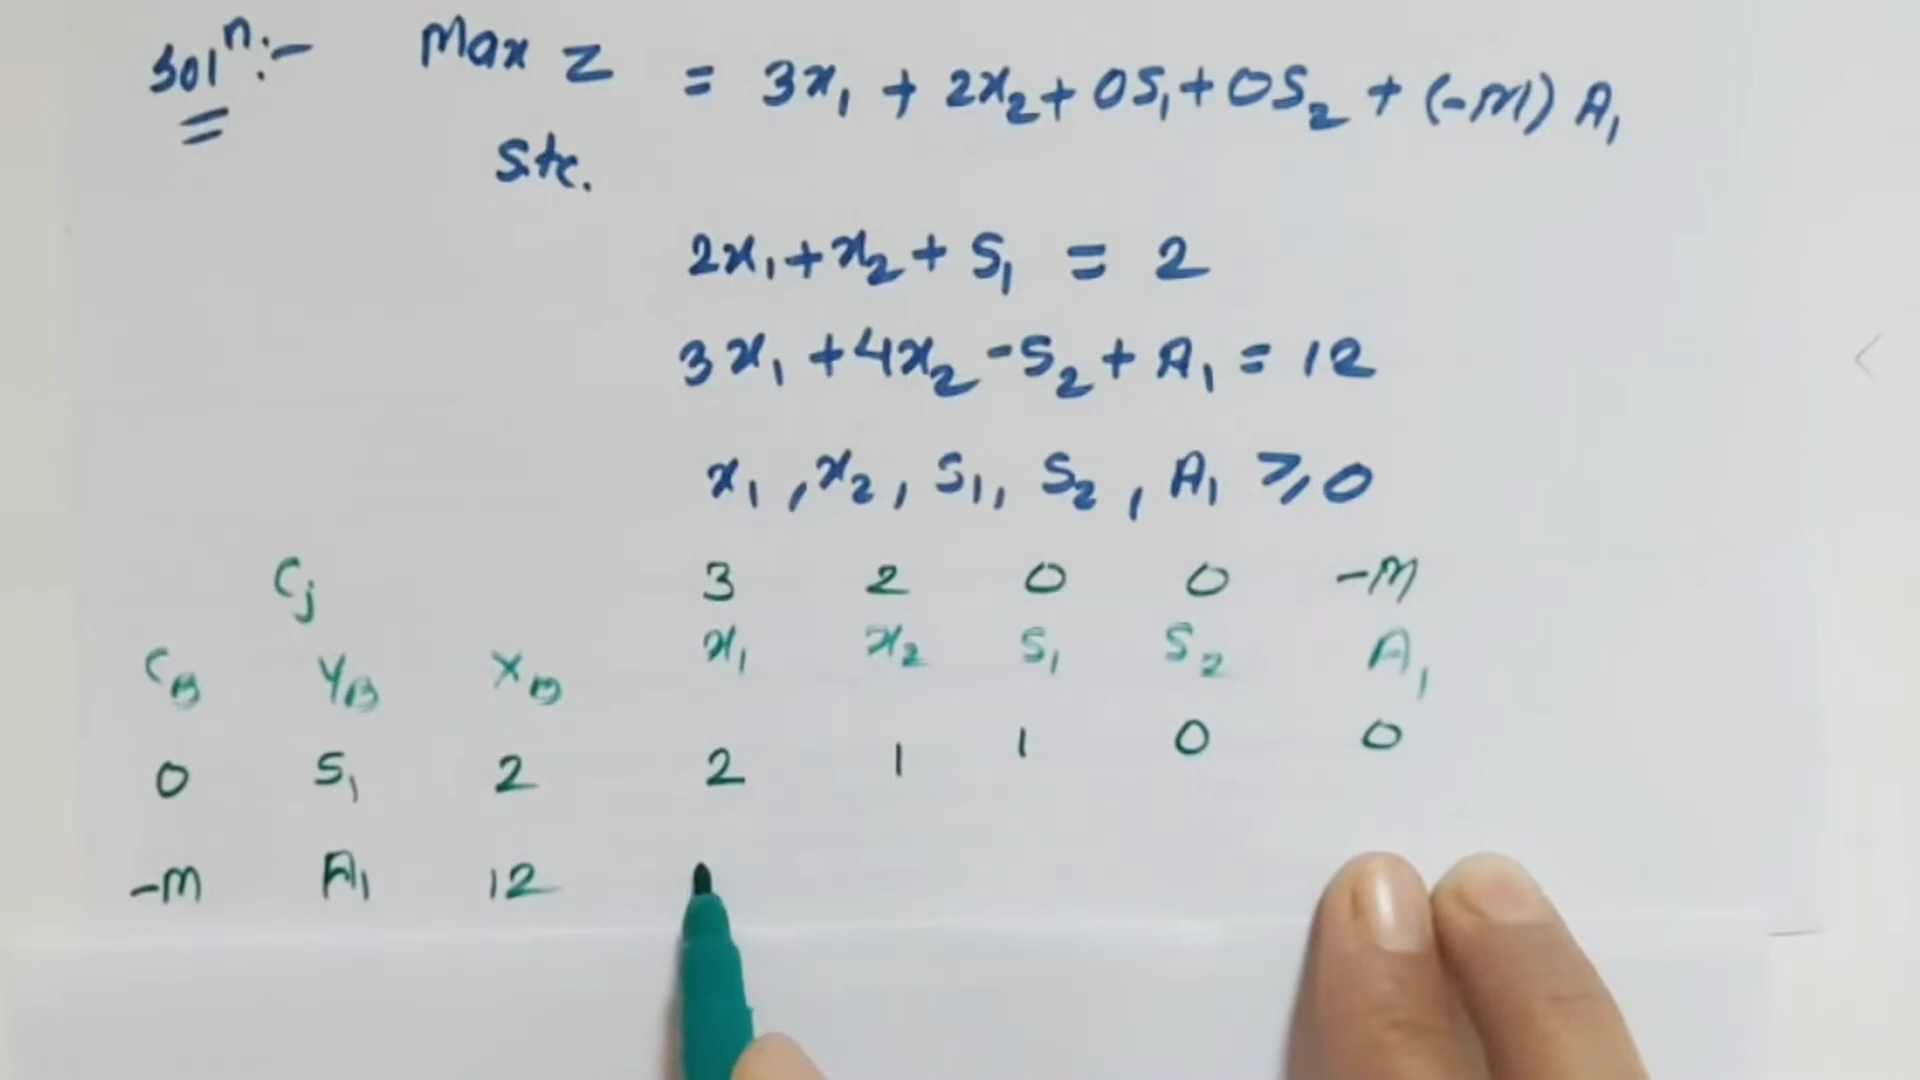 Solⁿ:- Max Z = 3x₁ + 2x₂ + 0S₁ + 0S₂ + (-M) A₁
S.t.c.
2x₁ + x₂ + S₁ = 2
3x₁ + 4x₂ - S₂ + A₁ = 12
x₁, x₂, S₁, S₂, A₁ ≥ 0
Cj 3 2 0 0 -M
CB YB XB x₁ x₂ S₁ S₂ A₁
0 S₁ 2 2 1 1 0 0
-M A₁ 12